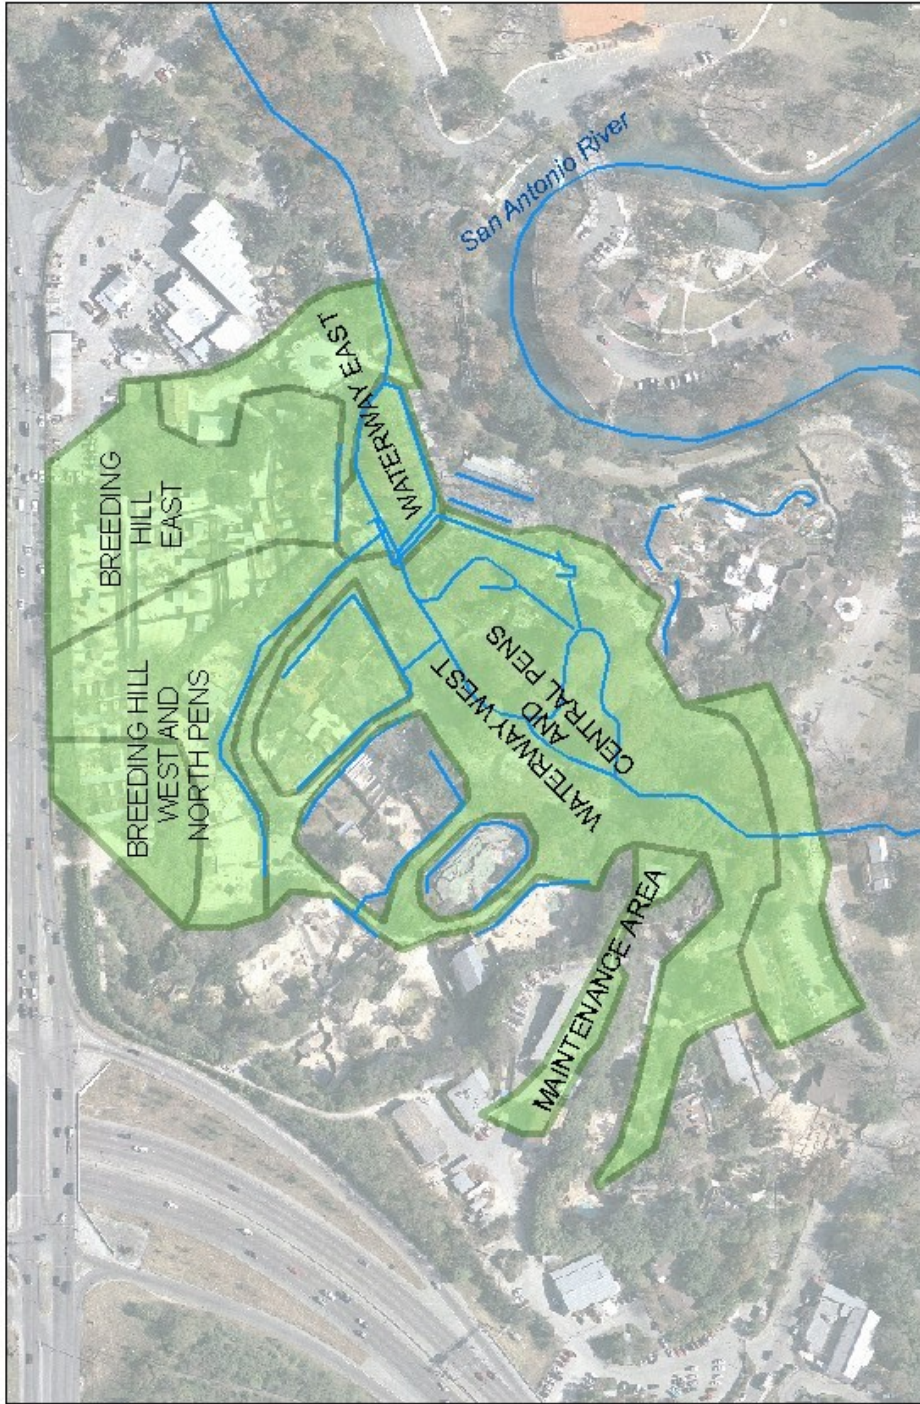 San Antonio River
BREEDING
HILL
EAST
WATERWAY EAST
BREEDING HILL
WEST AND
NORTH PENS
WATERWAY WEST
AND
CENTRAL PENS
MAINTENANCE AREA